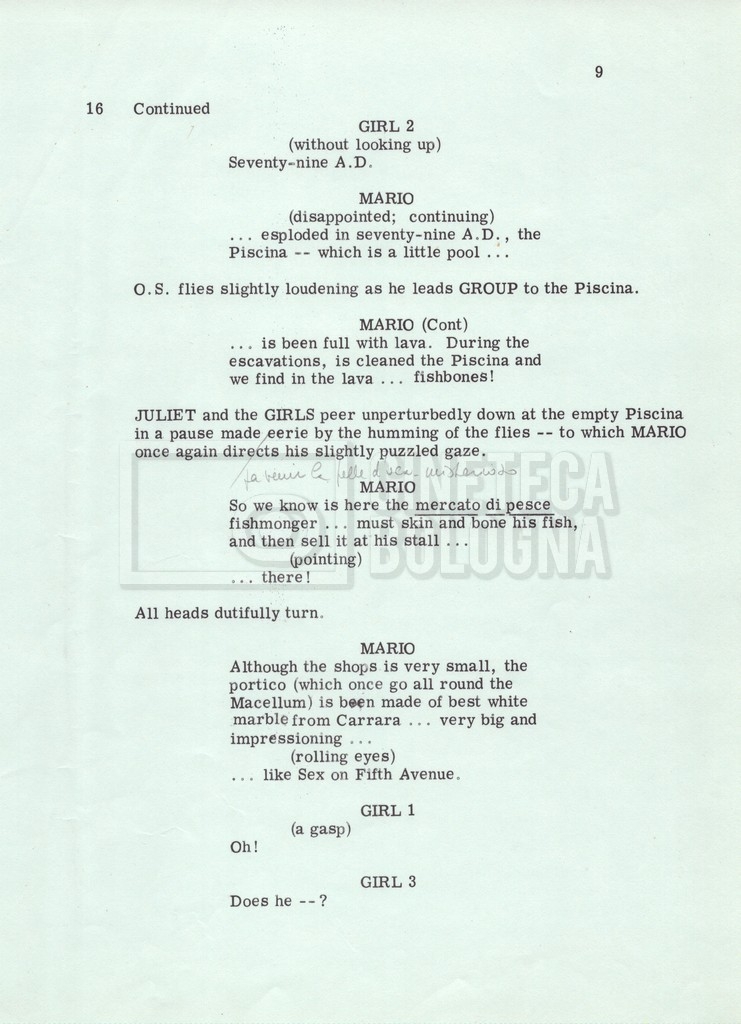 9
16 Continued
GIRL 2
(without looking up)
Seventy-nine A.D.
MARIO
(disappointed; continuing)
... esploded in seventy-nine A.D., the
Piscina -- which is a little pool ...
O.S. flies slightly loudening as he leads GROUP to the Piscina.
MARIO (Cont)
... is been full with lava. During the
escavations, is cleaned the Piscina and
we find in the lava ... fishbones!
JULIET and the GIRLS peer unperturbedly down at the empty Piscina
in a pause made eerie by the humming of the flies -- to which MARIO
once again directs his slightly puzzled gaze.
MARIO
So we know is here the mercato di pesce
fishmonger ... must skin and bone his fish,
and then sell it at his stall ...
(pointing)
... there!
CINETECA
BOLOGNA
All heads dutifully turn.
MARIO
Although the shops is very small, the
portico (which once go all round the
Macellum) is been made of best white
marble from Carrara ... very big and
impressioning ...
(rolling eyes)
... like Sex on Fifth Avenue.
GIRL 1
(a gasp)
Oh!
GIRL 3
Does he --?